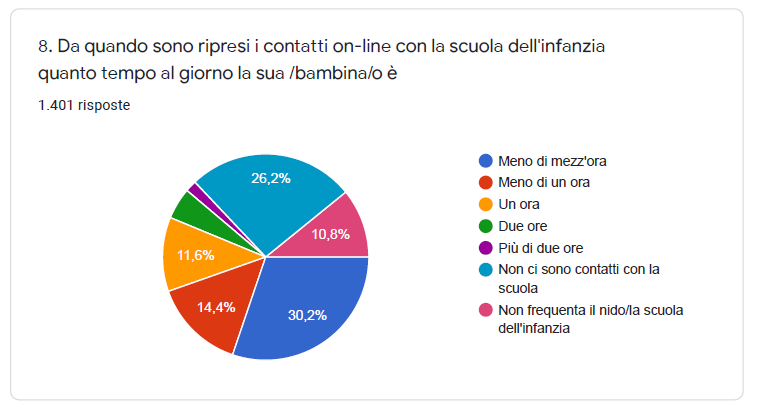 8. Da quando sono ripresi i contatti on-line con la scuola dell'infanzia
quanto tempo al giorno la sua /bambina/o è
1.401 risposte
26,2%
10,8%
11,6%
14,4%
30,2%
Meno di mezz'ora
Meno di un ora
Un ora
Due ore
Più di due ore
Non ci sono contatti con la
scuola
Non frequenta il nido/la scuola
dell'infanzia